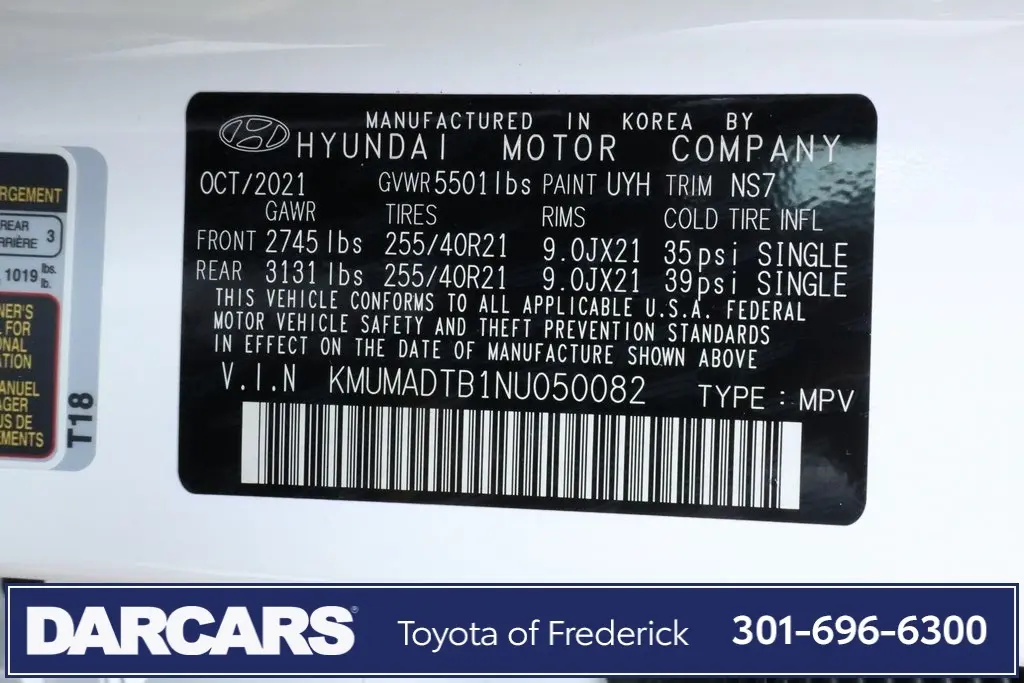 MANUFACTURED IN KOREA BY
HYUNDAI MOTOR COMPANY
OCT/2021 GVWR 5501lbs PAINT UYH TRIM NS7
GAWR TIRES RIMS COLD TIRE INFL
FRONT 2745 lbs 255/40R21 9.0JX21 35psi SINGLE
REAR 3131 lbs 255/40R21 9.0JX21 39psi SINGLE
THIS VEHICLE CONFORMS TO ALL APPLICABLE U.S.A. FEDERAL
MOTOR VEHICLE SAFETY AND THEFT PREVENTION STANDARDS
IN EFFECT ON THE DATE OF MANUFACTURE SHOWN ABOVE
V.I.N KMUMADTB1NU050082 TYPE : MPV
RGEMENT
REAR
RRIÈRE 3
1019 lbs.
lb.
NER'S
L FOR
ONAL
ATION
ANUEL
AGER
US DE
EMENTS
T18
DARCARS® Toyota of Frederick 301-696-6300